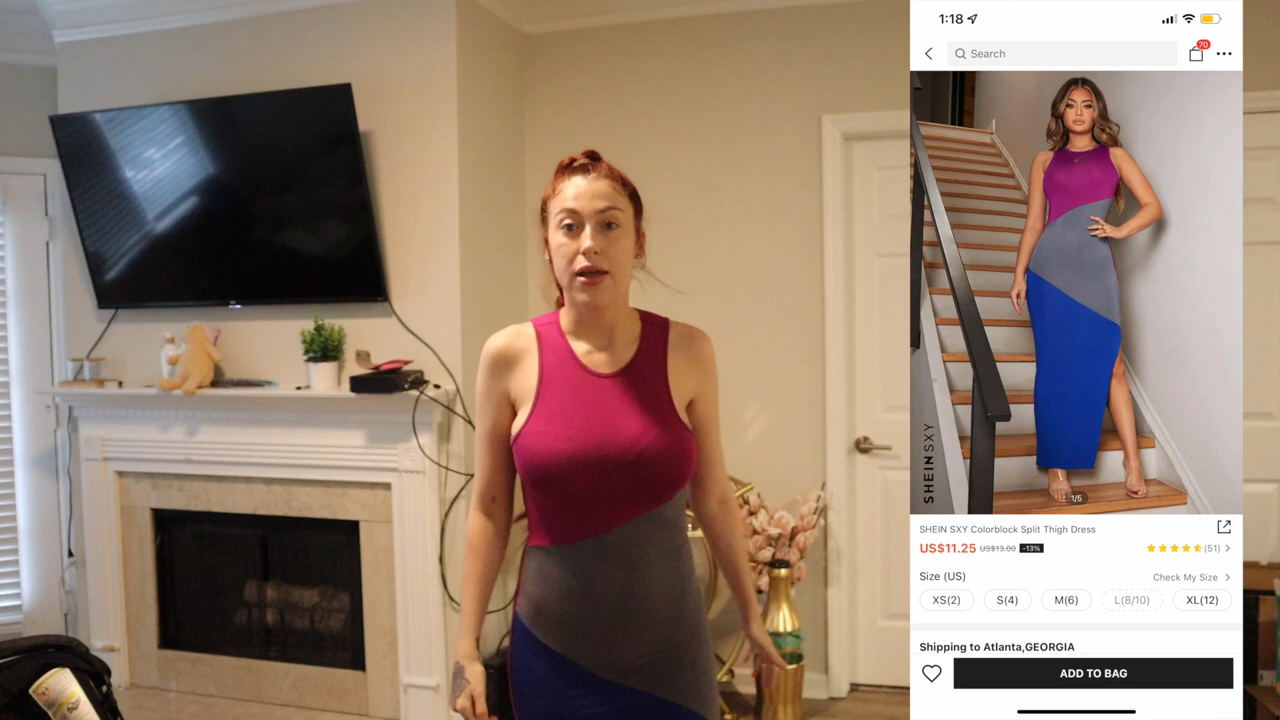 1:18
Search
70
SHEIN SXY
1/5
SHEIN SXY Colorblock Split Thigh Dress
US$11.25 US$13.00 -13% (51)
Size (US) Check My Size
XS(2) S(4) M(6) L(8/10) XL(12)
Shipping to Atlanta,GEORGIA
ADD TO BAG